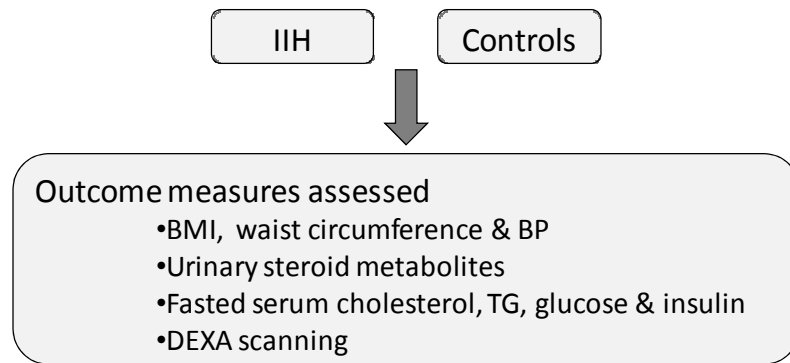 IIH
Controls
Outcome measures assessed
•BMI, waist circumference & BP
•Urinary steroid metabolites
•Fasted serum cholesterol, TG, glucose & insulin
•DEXA scanning